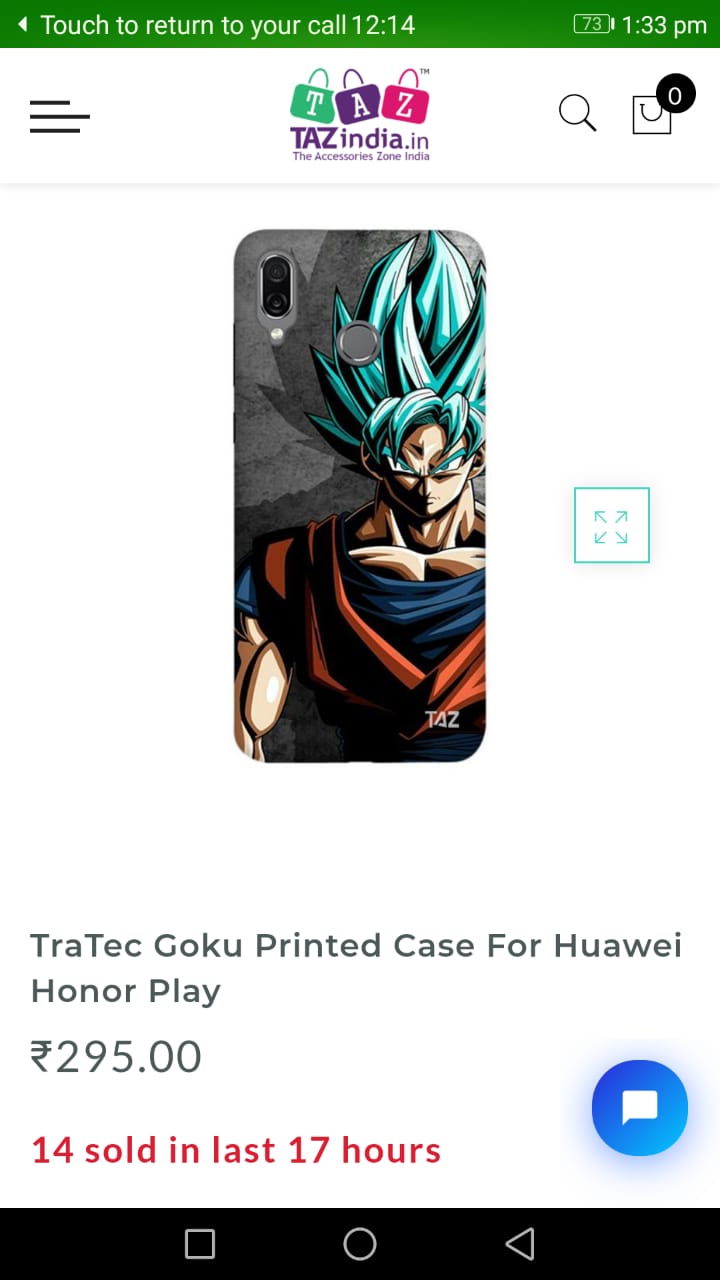 Touch to return to your call 12:14
73 1:33 pm
T A Z ™
TAZindia.in
The Accessories Zone India
0
TAZ
TraTec Goku Printed Case For Huawei
Honor Play
₹295.00
14 sold in last 17 hours